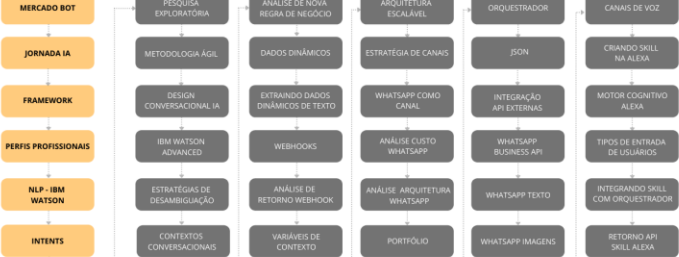 MERCADO BOT
JORNADA IA
FRAMEWORK
PERFIS PROFISSIONAIS
NLP - IBM
WATSON
INTENTS
PESQUISA
EXPLORATÓRIA
METODOLOGIA ÁGIL
DESIGN
CONVERSACIONAL IA
IBM WATSON
ADVANCED
ESTRATÉGIAS DE
DESAMBIGUAÇÃO
CONTEXTOS
CONVERSACIONAIS
ANÁLISE DE NOVA
REGRA DE NEGÓCIO
DADOS DINÂMICOS
EXTRAINDO DADOS
DINÂMICOS DE TEXTO
WEBHOOKS
ANÁLISE DE
RETORNO WEBHOOK
VARIÁVEIS DE
CONTEXTO
ARQUITETURA
ESCALÁVEL
ESTRATÉGIA DE CANAIS
WHATSAPP COMO
CANAL
ANÁLISE CUSTO
WHATSAPP
ANÁLISE ARQUITETURA
WHATSAPP
PORTFÓLIO
ORQUESTRADOR
JSON
INTEGRAÇÃO
API EXTERNAS
WHATSAPP
BUSINESS API
WHATSAPP TEXTO
WHATSAPP IMAGENS
CANAIS DE VOZ
CRIANDO SKILL
NA ALEXA
MOTOR COGNITIVO
ALEXA
TIPOS DE ENTRADA
DE USUÁRIOS
INTEGRANDO SKILL
COM ORQUESTRADOR
RETORNO API
SKILL ALEXA